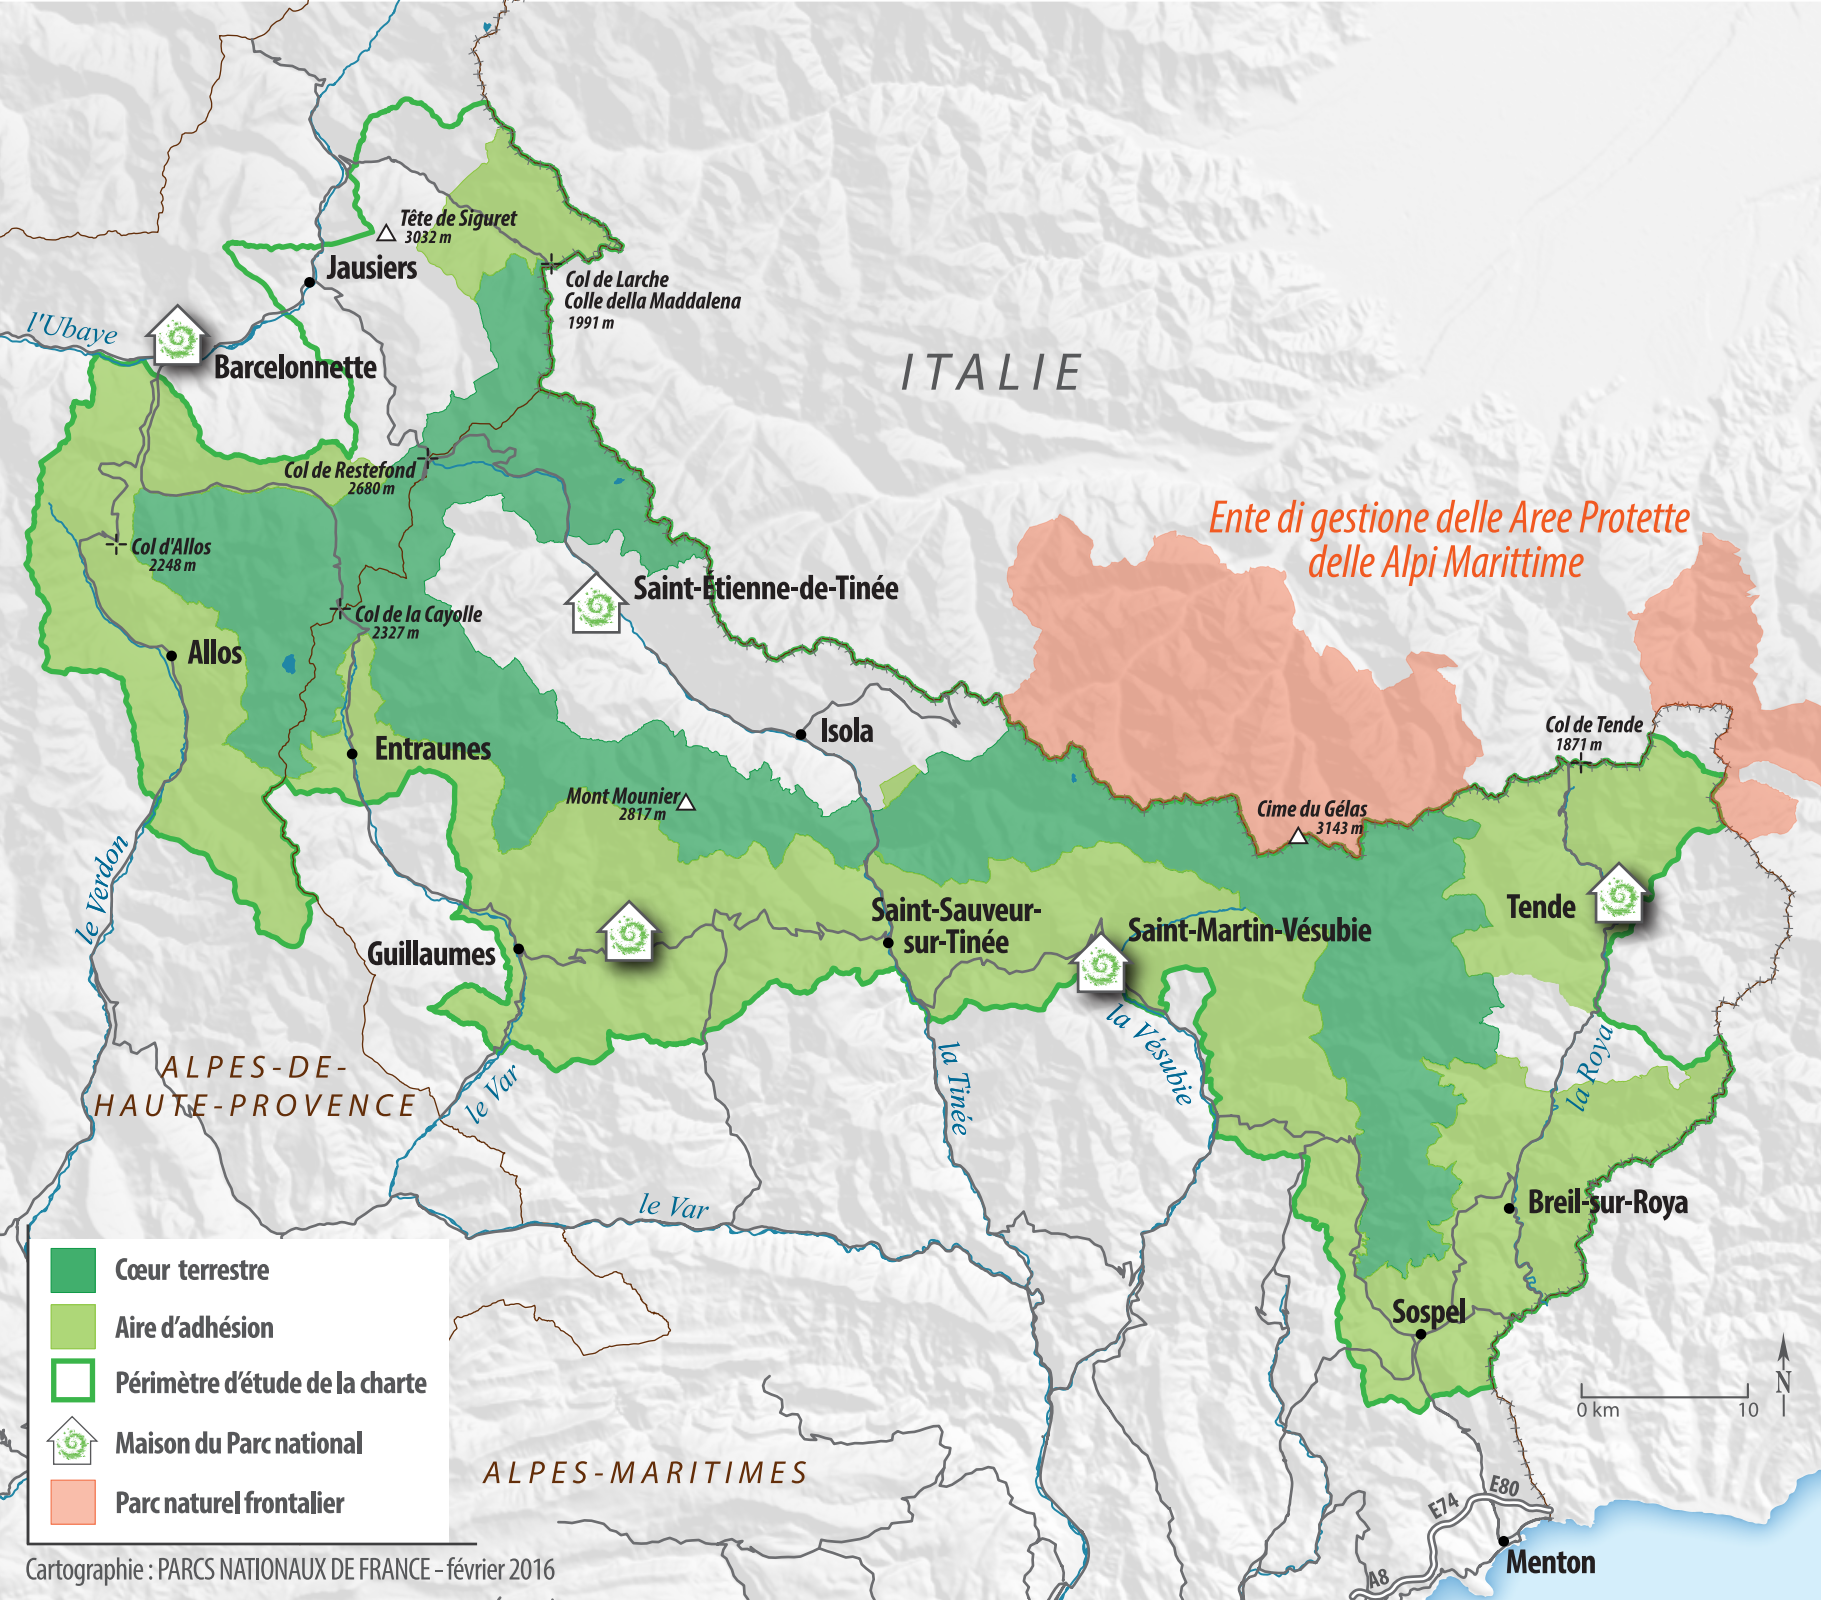 Tête de Siguret
3032 m
Jausiers
Col de Larche
Colle della Maddalena
1991 m
l'Ubaye
Barcelonnette
ITALIE
Col de Restefond
2680 m
Ente di gestione delle Aree Protette
delle Alpi Marittime
Col d'Allos
2248 m
Saint-Étienne-de-Tinée
Col de la Cayolle
2327 m
Allos
Isola
Col de Tende
1871 m
Entraunes
Mont Mounier
2817 m
Cime du Gélas
3143 m
le Verdon
Tende
Saint-Sauveur-
sur-Tinée
Saint-Martin-Vésubie
Guillaumes
la Vésubie
la Tinée
la Roya
ALPES-DE-
HAUTE-PROVENCE
le Var
le Var
Breil-sur-Roya
Sospel
Cœur terrestre
Aire d'adhésion
Périmètre d'étude de la charte
Maison du Parc national
Parc naturel frontalier
N
0 km 10
ALPES-MARITIMES
E74
E80
A8
Menton
Cartographie : PARCS NATIONAUX DE FRANCE - février 2016